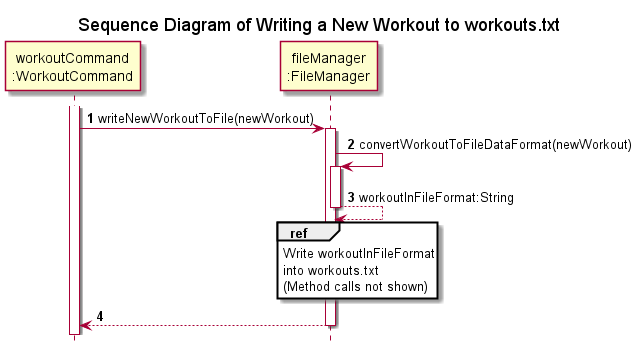 Sequence Diagram of Writing a New Workout to workouts.txt
workoutCommand
:WorkoutCommand
fileManager
:FileManager
1 writeNewWorkoutToFile(newWorkout)
2 convertWorkoutToFileDataFormat(newWorkout)
3 workoutInFileFormat:String
ref
Write workoutInFileFormat
into workouts.txt
(Method calls not shown)
4